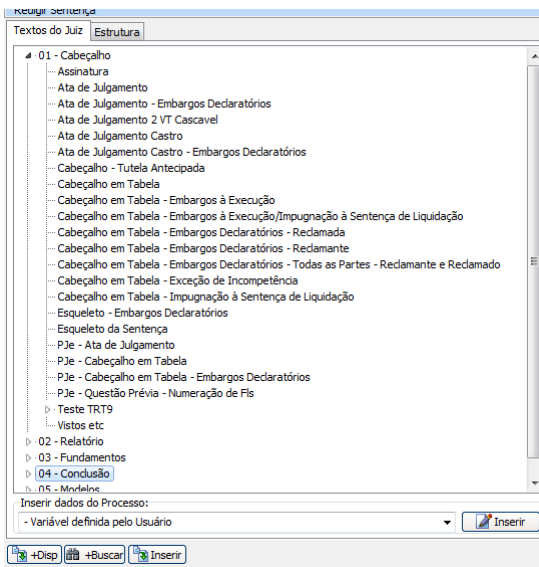 Redigir Sentença
Textos do Juiz Estrutura
01 - Cabeçalho
Assinatura
Ata de Julgamento
Ata de Julgamento - Embargos Declaratórios
Ata de Julgamento 2 VT Cascavel
Ata de Julgamento Castro
Ata de Julgamento Castro - Embargos Declaratórios
Cabeçalho - Tutela Antecipada
Cabeçalho em Tabela
Cabeçalho em Tabela - Embargos à Execução
Cabeçalho em Tabela - Embargos à Execução/Impugnação à Sentença de Liquidação
Cabeçalho em Tabela - Embargos Declaratórios - Reclamada
Cabeçalho em Tabela - Embargos Declaratórios - Reclamante
Cabeçalho em Tabela - Embargos Declaratórios - Todas as Partes - Reclamante e Reclamado
Cabeçalho em Tabela - Exceção de Incompetência
Cabeçalho em Tabela - Impugnação à Sentença de Liquidação
Esqueleto - Embargos Declaratórios
Esqueleto da Sentença
PJe - Ata de Julgamento
PJe - Cabeçalho em Tabela
PJe - Cabeçalho em Tabela - Embargos Declaratórios
PJe - Questão Prévia - Numeração de Fls
Teste TRT9
Vistos etc
02 - Relatório
03 - Fundamentos
04 - Conclusão
05 - Modelos
Inserir dados do Processo:
- Variável definida pelo Usuário Inserir
+Disp +Buscar Inserir